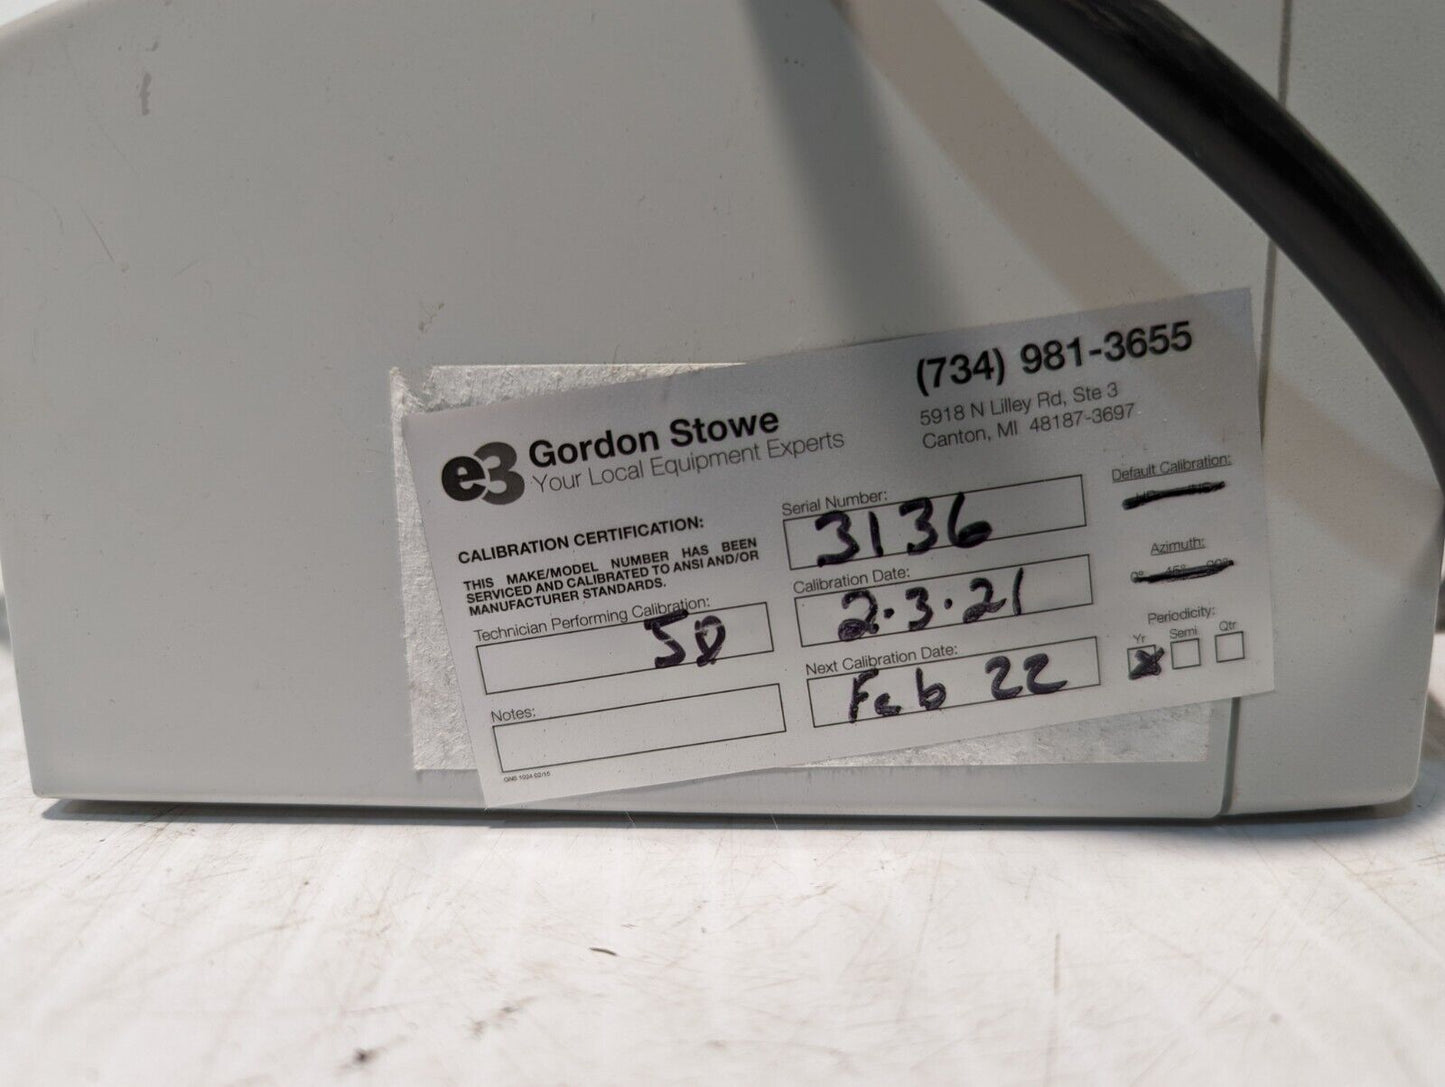 e3 Gordon Stowe
Your Local Equipment Experts
(734) 981-3655
5918 N Lilley Rd, Ste 3
Canton, MI 48187-3697
CALIBRATION CERTIFICATION:
THIS MAKE/MODEL NUMBER HAS BEEN
SERVICED AND CALIBRATED TO ANSI AND/OR
MANUFACTURER STANDARDS.
Technician Performing Calibration:
Notes:
Serial Number:
3136
Calibration Date:
2.3.21
Next Calibration Date:
Feb 22
Default Calibration:
Azimuth:
Periodicity:
Yr Semi Qtr